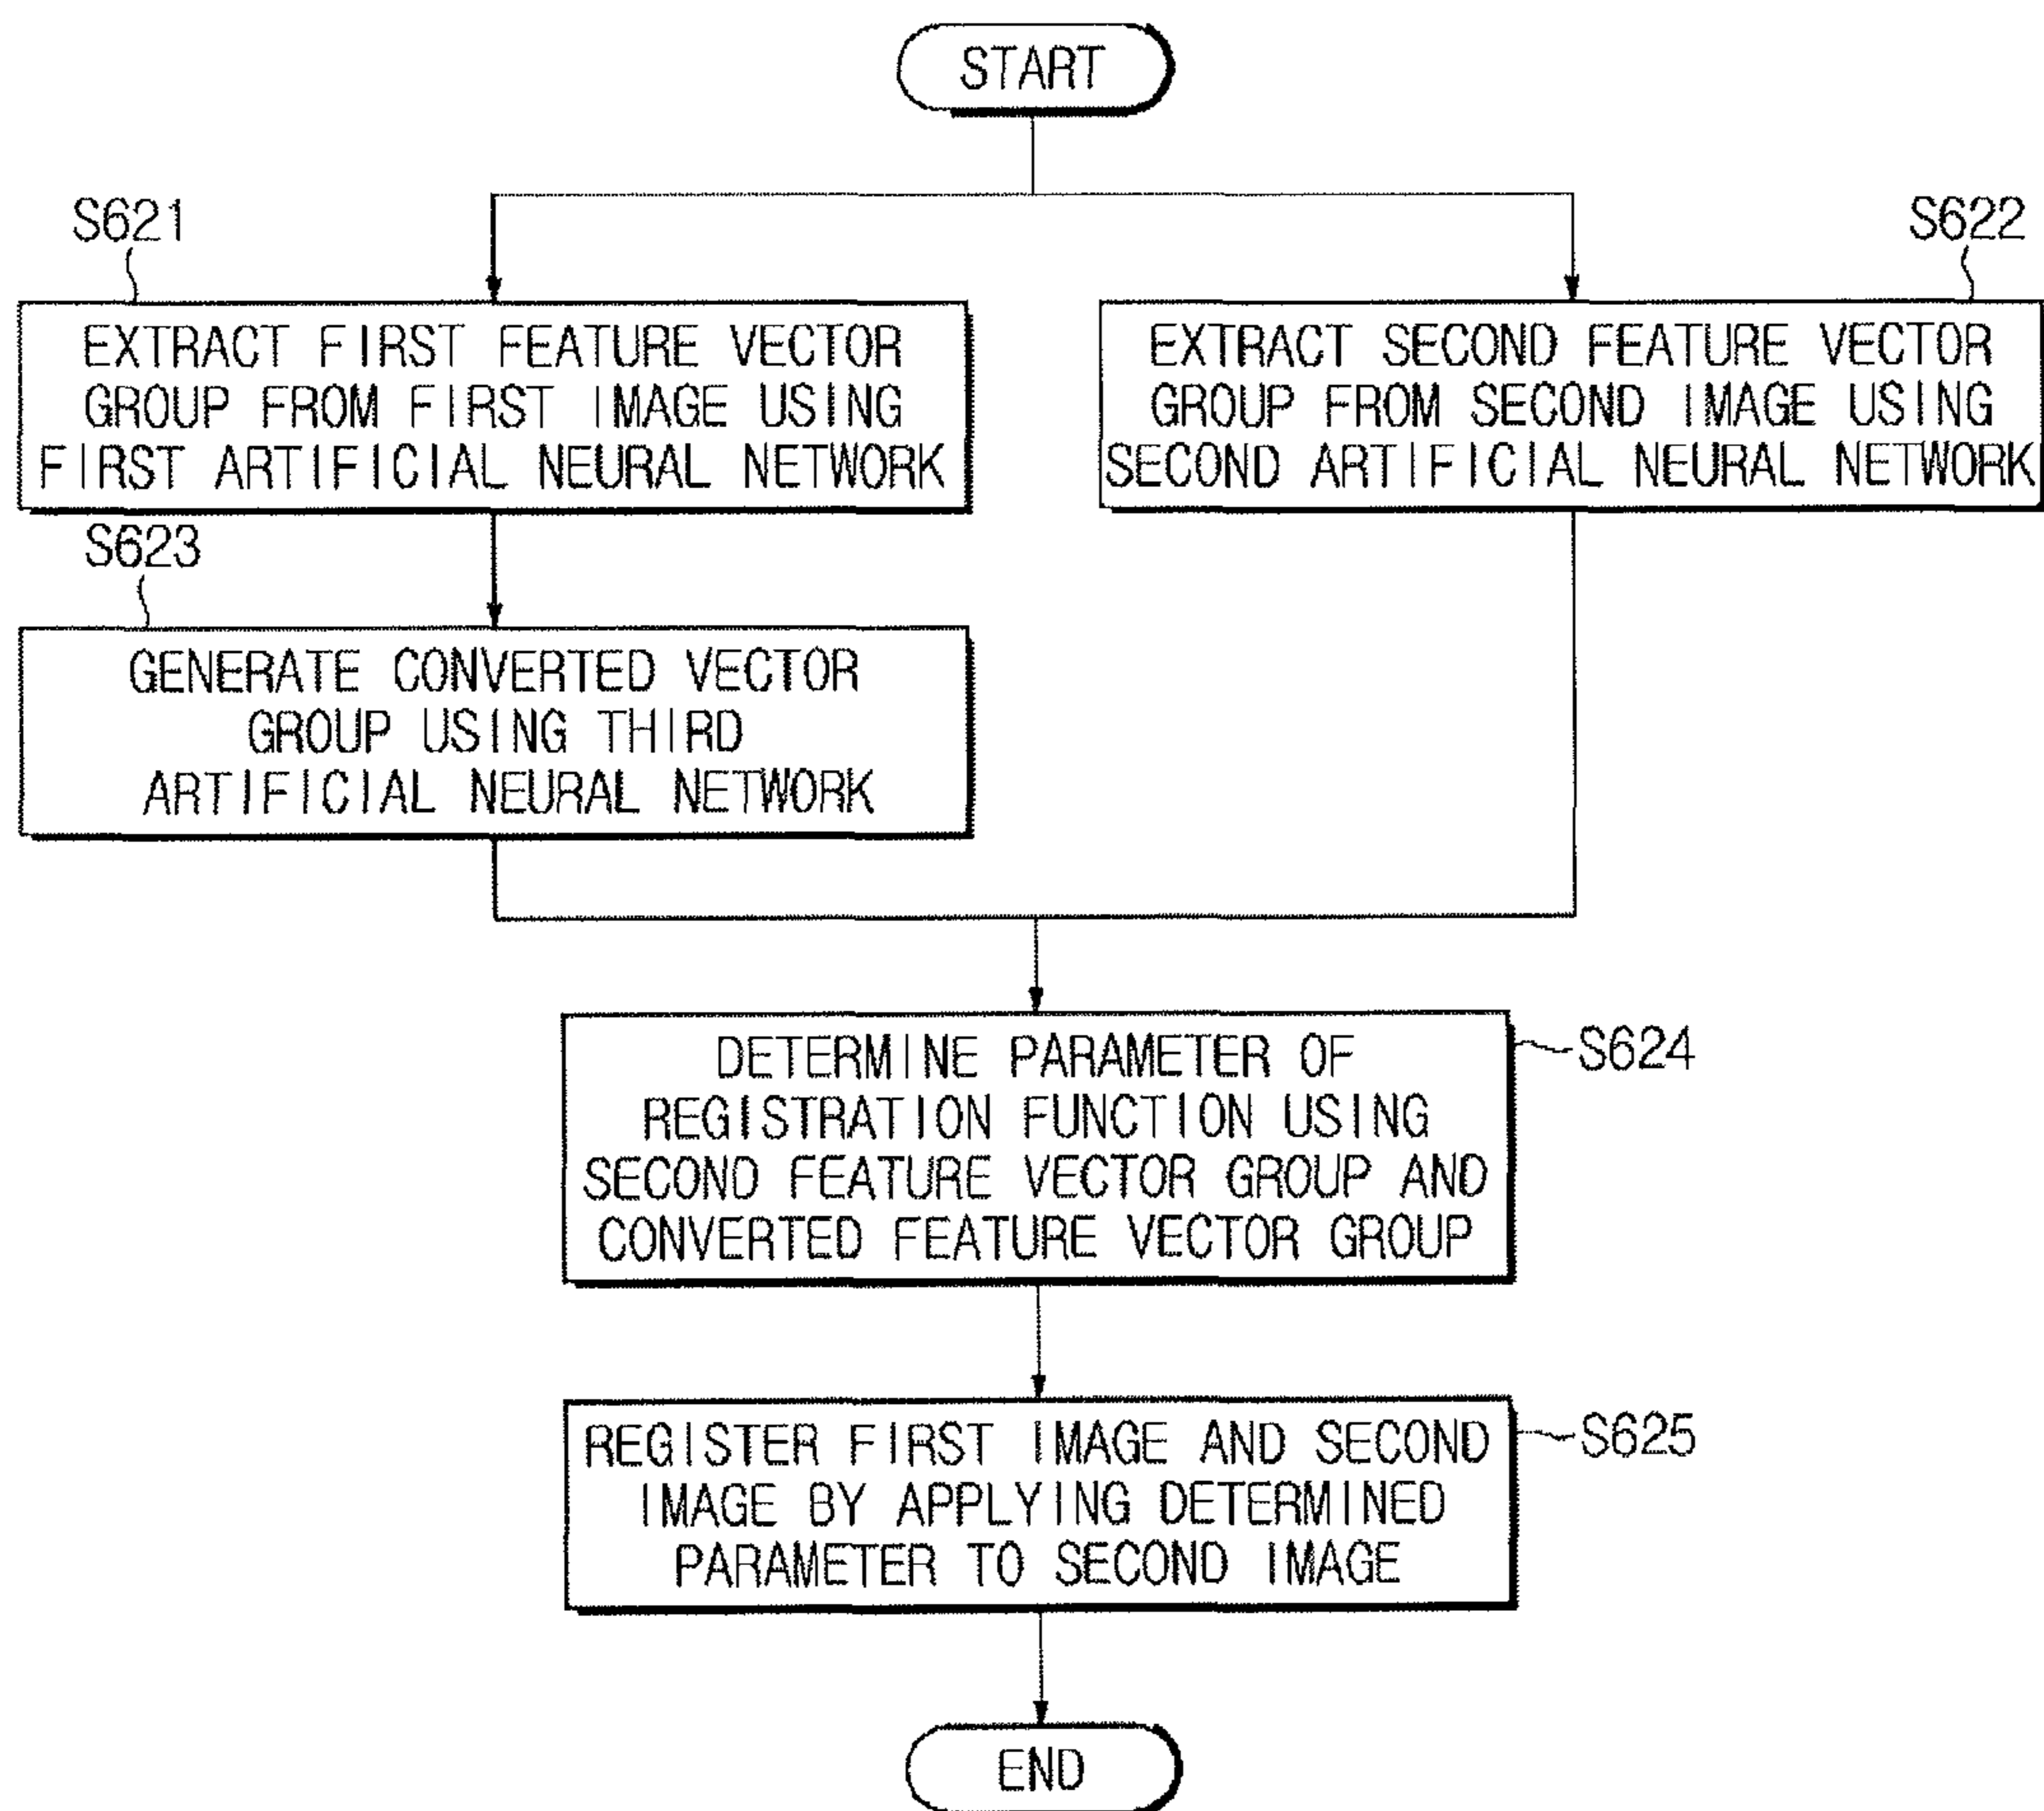 START
S621
EXTRACT FIRST FEATURE VECTOR
GROUP FROM FIRST IMAGE USING
FIRST ARTIFICIAL NEURAL NETWORK
S622
EXTRACT SECOND FEATURE VECTOR
GROUP FROM SECOND IMAGE USING
SECOND ARTIFICIAL NEURAL NETWORK
S623
GENERATE CONVERTED VECTOR
GROUP USING THIRD
ARTIFICIAL NEURAL NETWORK
DETERMINE PARAMETER OF
REGISTRATION FUNCTION USING
SECOND FEATURE VECTOR GROUP AND
CONVERTED FEATURE VECTOR GROUP
S624
REGISTER FIRST IMAGE AND SECOND
IMAGE BY APPLYING DETERMINED
PARAMETER TO SECOND IMAGE
S625
END